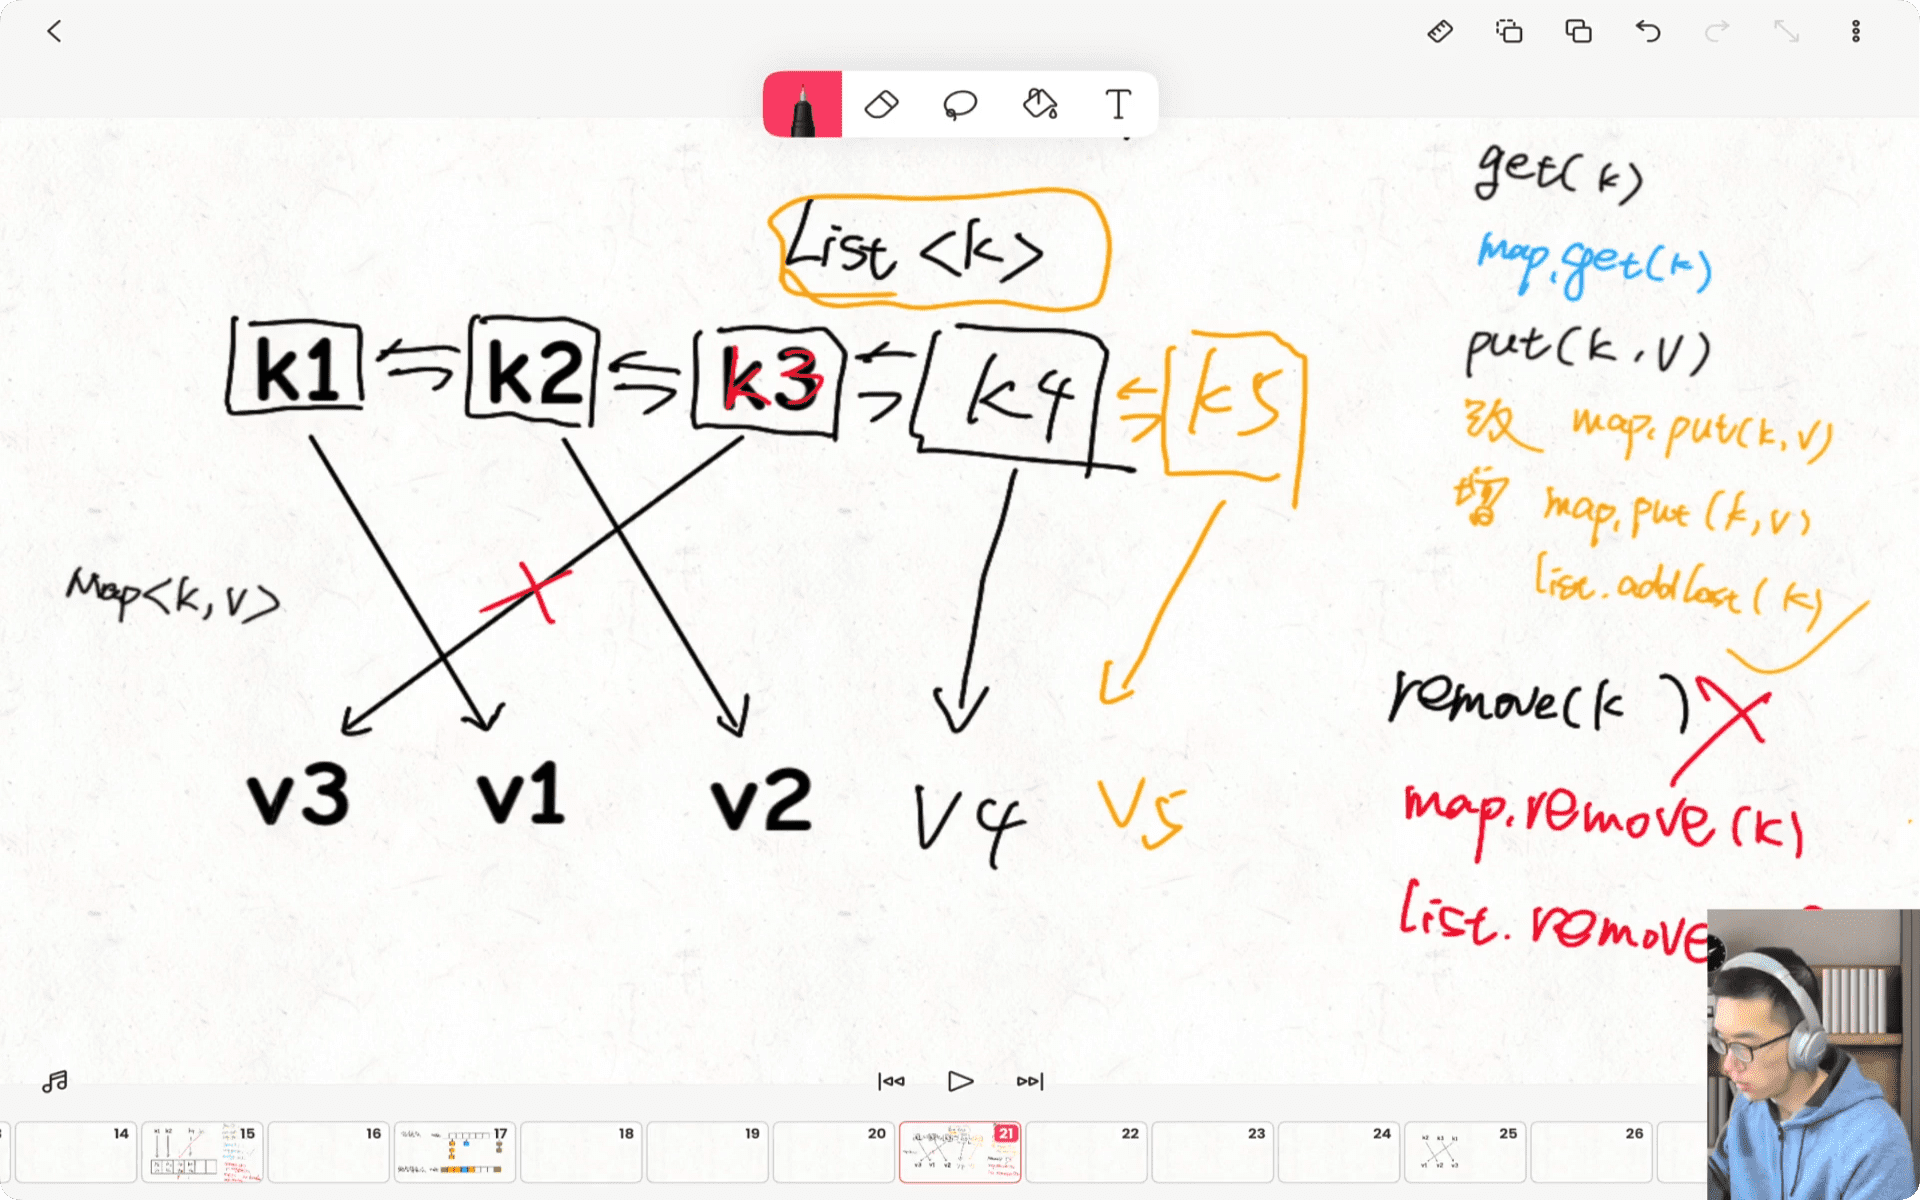 T
List <k>
k1 k2 k3 k4 k5
Map<k, v>
v3 v1 v2 v4 v5
get(k)
map.get(k)
put(k, v)
改 map.put(k, v)
增 map.put(k, v)
list.addlast(k)
remove(k )
map.remove(k)
list.remove
14 15 16 17 18 19 20 21 22 23 24 25 26